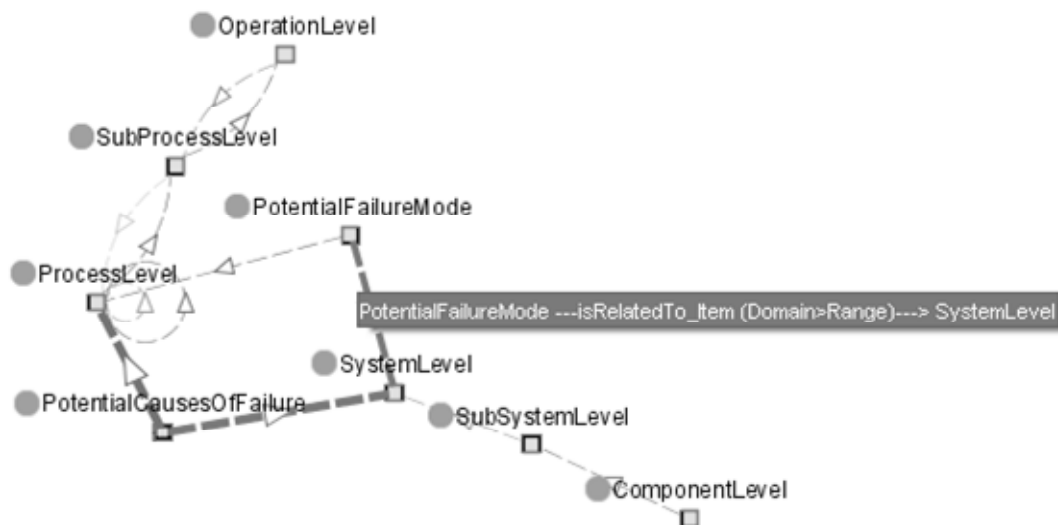 OperationLevel
SubProcessLevel
PotentialFailureMode
ProcessLevel
PotentialFailureMode ---isRelatedTo_Item (Domain>Range)---> SystemLevel
SystemLevel
PotentialCausesOfFailure
SubSystemLevel
ComponentLevel